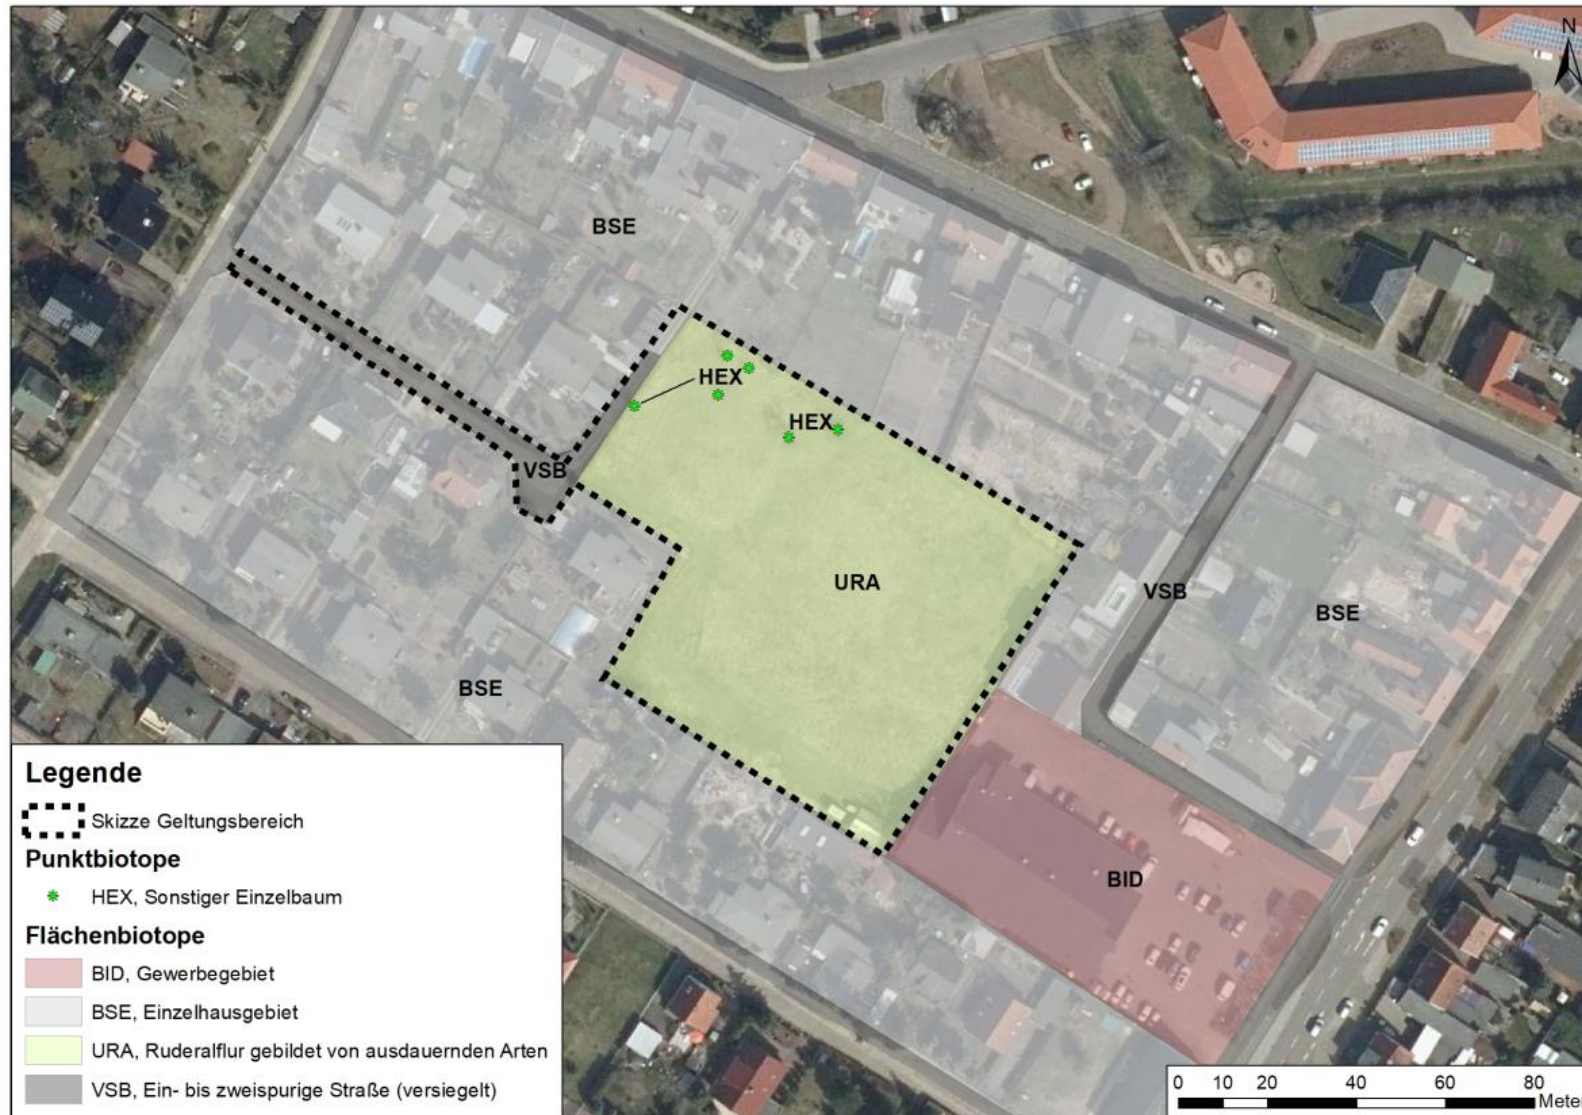 N
BSE
HEX
HEX
VSB
URA
VSB
BSE
BSE
BID
Legende
Skizze Geltungsbereich
Punktbiotope
HEX, Sonstiger Einzelbaum
Flächenbiotope
BID, Gewerbegebiet
BSE, Einzelhausgebiet
URA, Ruderalflur gebildet von ausdauernden Arten
VSB, Ein- bis zweispurige Straße (versiegelt)
0 10 20 40 60 80
Mete